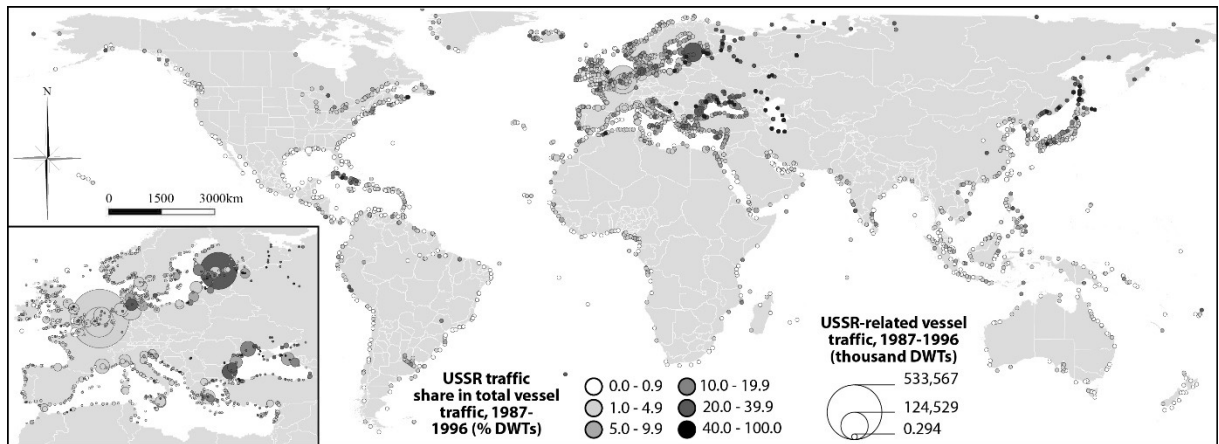 N
0 1500 3000km
USSR traffic
share in total vessel
traffic, 1987-
1996 (% DWTs)
0.0 - 0.9
1.0 - 4.9
5.0 - 9.9
10.0 - 19.9
20.0 - 39.9
40.0 - 100.0
USSR-related vessel
traffic, 1987-1996
(thousand DWTs)
533,567
124,529
0.294